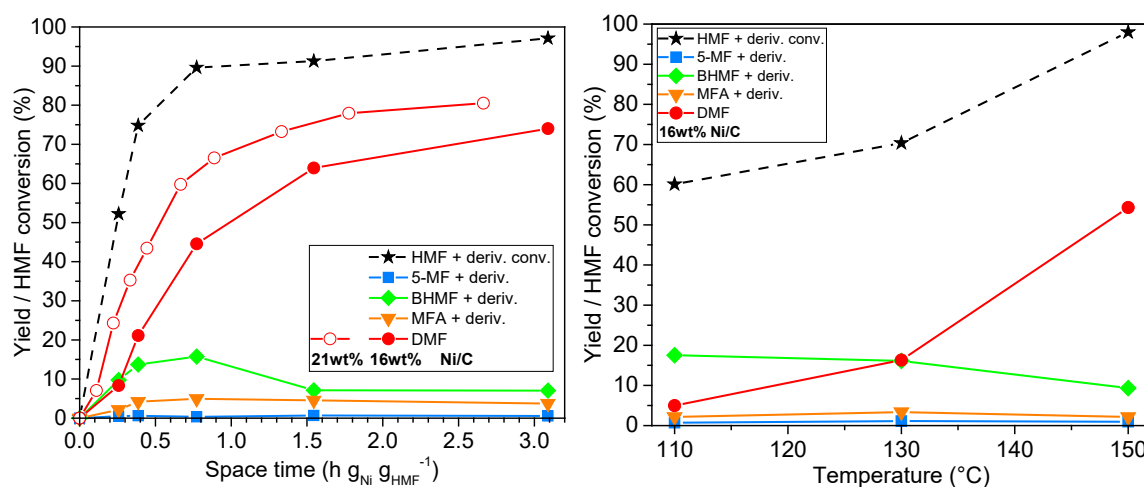 100
90
80
70
60
50
40
30
20
10
0
Yield / HMF conversion (%)
HMF + deriv. conv.
5-MF + deriv.
BHMF + deriv.
MFA + deriv.
DMF
21wt% 16wt% Ni/C
0.0 0.5 1.0 1.5 2.0 2.5 3.0
Space time (h g_Ni g_HMF^-1)
100
90
80
70
60
50
40
30
20
10
0
Yield / HMF conversion (%)
HMF + deriv. conv.
5-MF + deriv.
BHMF + deriv.
MFA + deriv.
DMF
16wt% Ni/C
110 120 130 140 150
Temperature (°C)